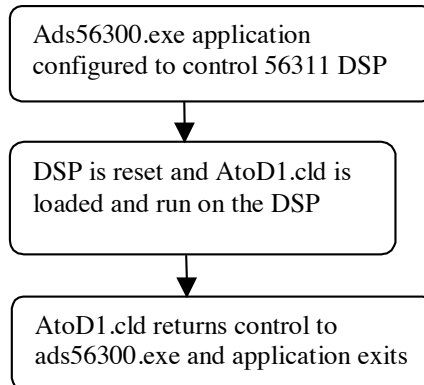 Ads56300.exe application
configured to control 56311 DSP
DSP is reset and AtoD1.cld is
loaded and run on the DSP
AtoD1.cld returns control to
ads56300.exe and application exits